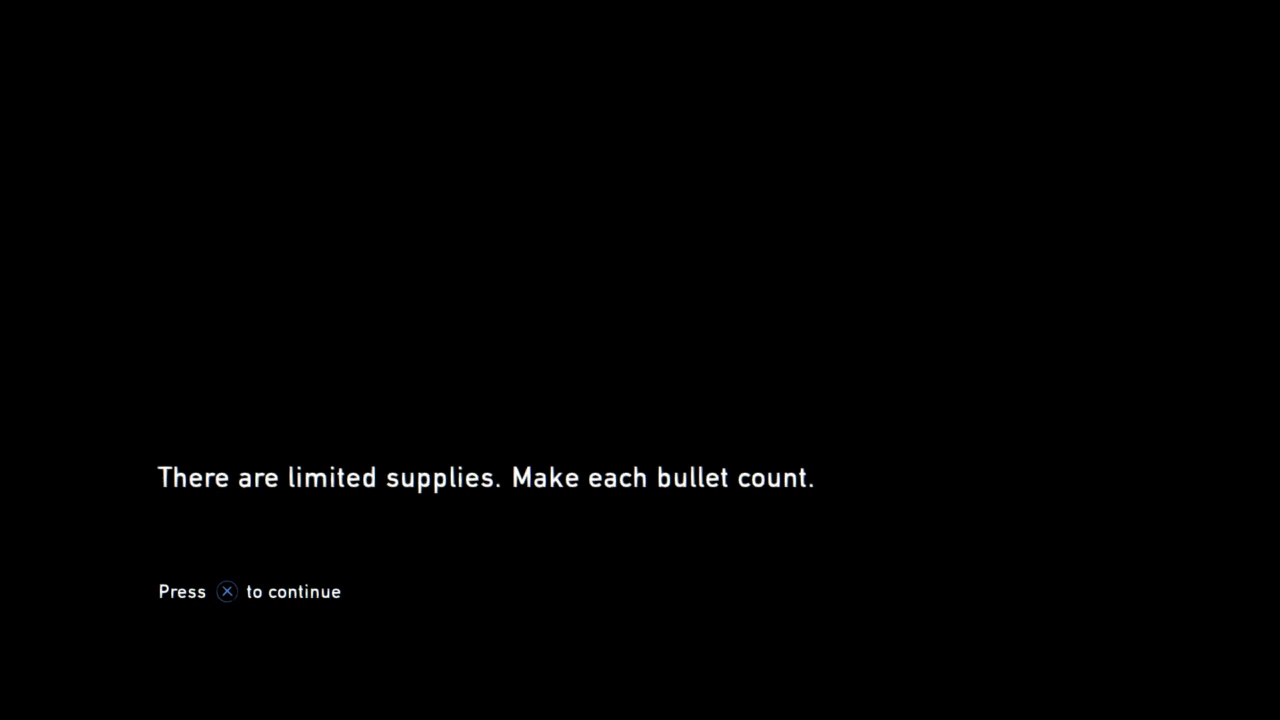 There are limited supplies. Make each bullet count.
Press ⓧ to continue